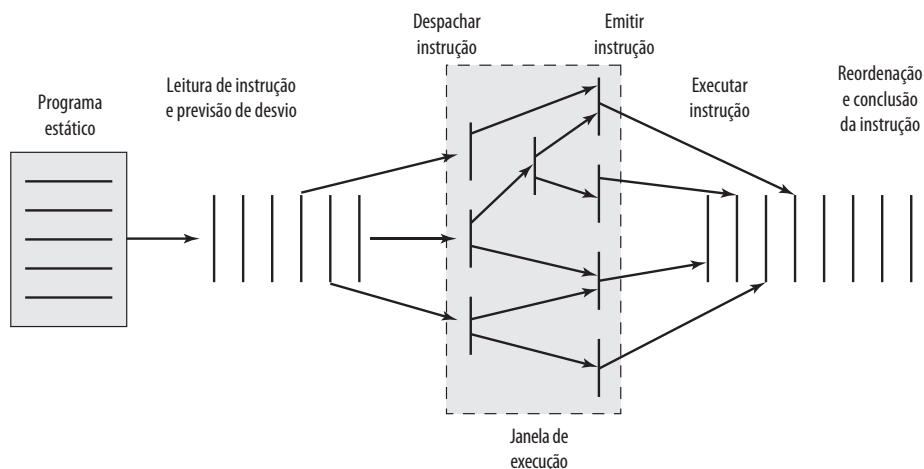 Programa
estático
Leitura de instrução
e previsão de desvio
Despachar
instrução
Emitir
instrução
Executar
instrução
Reordenação
e conclusão
da instrução
Janela de
execução